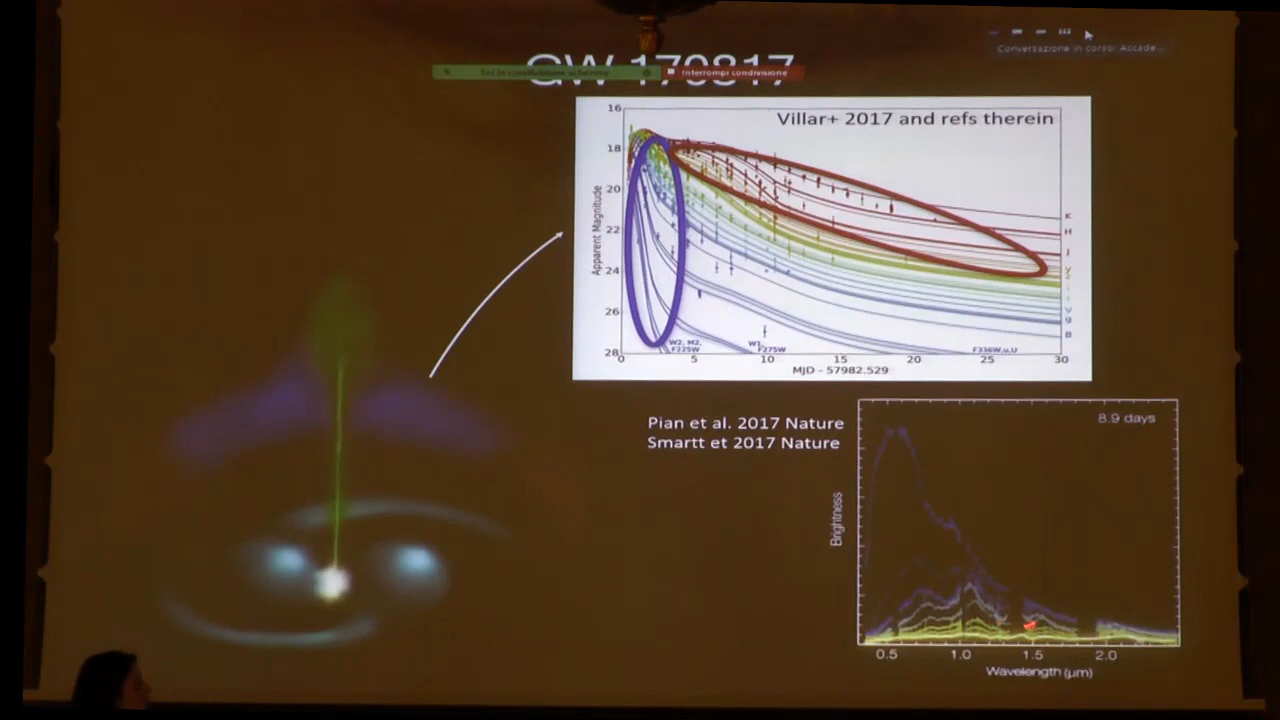 Conversazione in corso: Accade...
GW 170817
Interrompi condivisione
Villar+ 2017 and refs therein
Apparent Magnitude
16
18
20
22
24
26
28
K
H
J
Y
V
g
B
W2, M2,
F225W
W1,
F275W
F336W,u,U
0 5 10 15 20 25 30
MJD - 57982.529
Pian et al. 2017 Nature
Smartt et 2017 Nature
8.9 days
Brightness
0.5 1.0 1.5 2.0
Wavelength (μm)